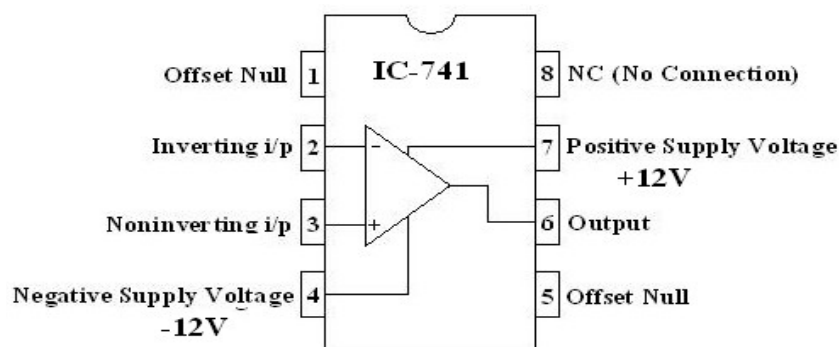 IC-741
Offset Null 1
8 NC (No Connection)
Inverting i/p 2
-
7 Positive Supply Voltage
+12V
Noninverting i/p 3
+
6 Output
Negative Supply Voltage 4
-12V
5 Offset Null